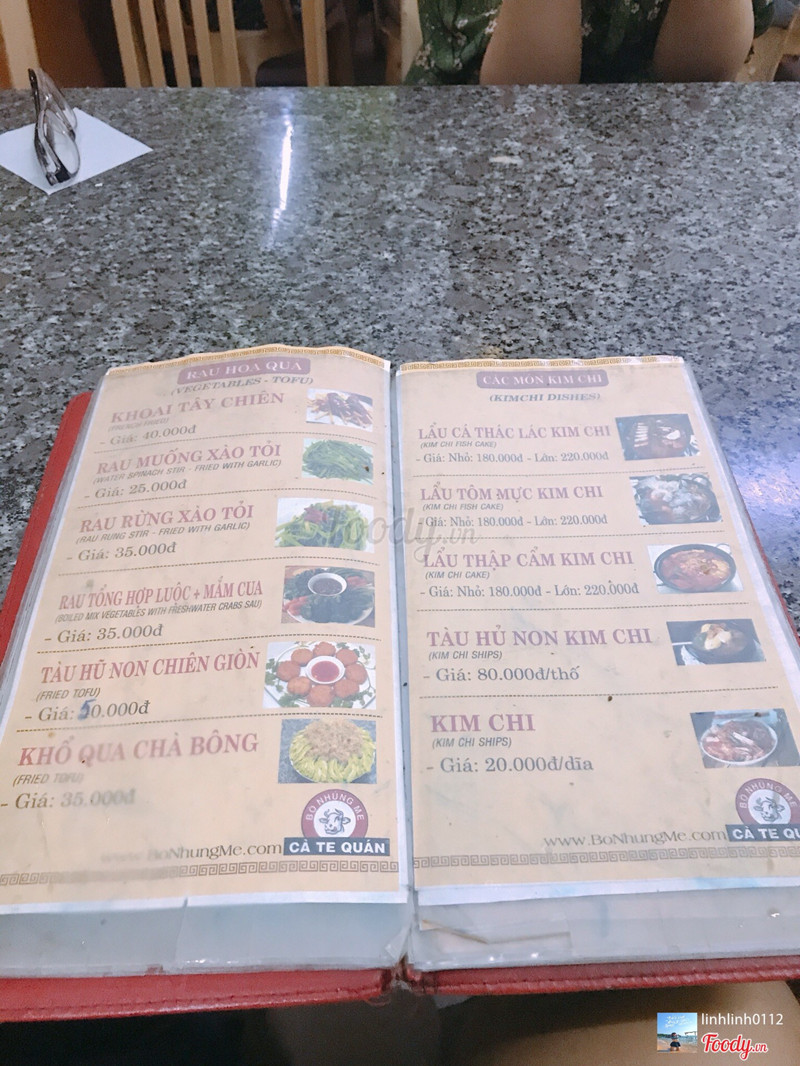 RAU HOA QUẢ
(VEGETABLES - TOFU)
KHOAI TÂY CHIÊN
(FRENCH FRIED)
- Giá: 40.000đ
RAU MUỐNG XÀO TỎI
(WATER SPINACH STIR - FRIED WITH GARLIC)
- Giá: 25.000đ
RAU RỪNG XÀO TỎI
(RAU RUNG STIR - FRIED WITH GARLIC)
- Giá: 35.000đ
RAU TỔNG HỢP LUỘC + MẮM CUA
(BOILED MIX VEGETABLES WITH FRESHWATER CRABS SAU)
- Giá: 35.000đ
TÀU HŨ NON CHIÊN GIÒN
(FRIED TOFU)
- Giá: 50.000đ
KHỔ QUA CHÀ BÔNG
(FRIED TOFU)
- Giá: 35.000đ
BÒ NHÚNG ME
CÀ TE QUÁN
www.BoNhungMe.com
CÁC MÓN KIM CHI
(KIMCHI DISHES)
LẨU CÁ THÁC LÁC KIM CHI
(KIM CHI FISH CAKE)
- Giá: Nhỏ: 180.000đ - Lớn: 220.000đ
LẨU TÔM MỰC KIM CHI
(KIM CHI FISH CAKE)
- Giá: Nhỏ: 180.000đ - Lớn: 220.000đ
LẨU THẬP CẨM KIM CHI
(KIM CHI CAKE)
- Giá: Nhỏ: 180.000đ - Lớn: 220.000đ
TÀU HỦ NON KIM CHI
(KIM CHI SHIPS)
- Giá: 80.000đ/thố
KIM CHI
(KIM CHI SHIPS)
- Giá: 20.000đ/dĩa
BÒ NHÚNG ME
www.BoNhungMe.com
CÀ TE QUÁN
foody.vn
linhlinh0112
Foody.vn